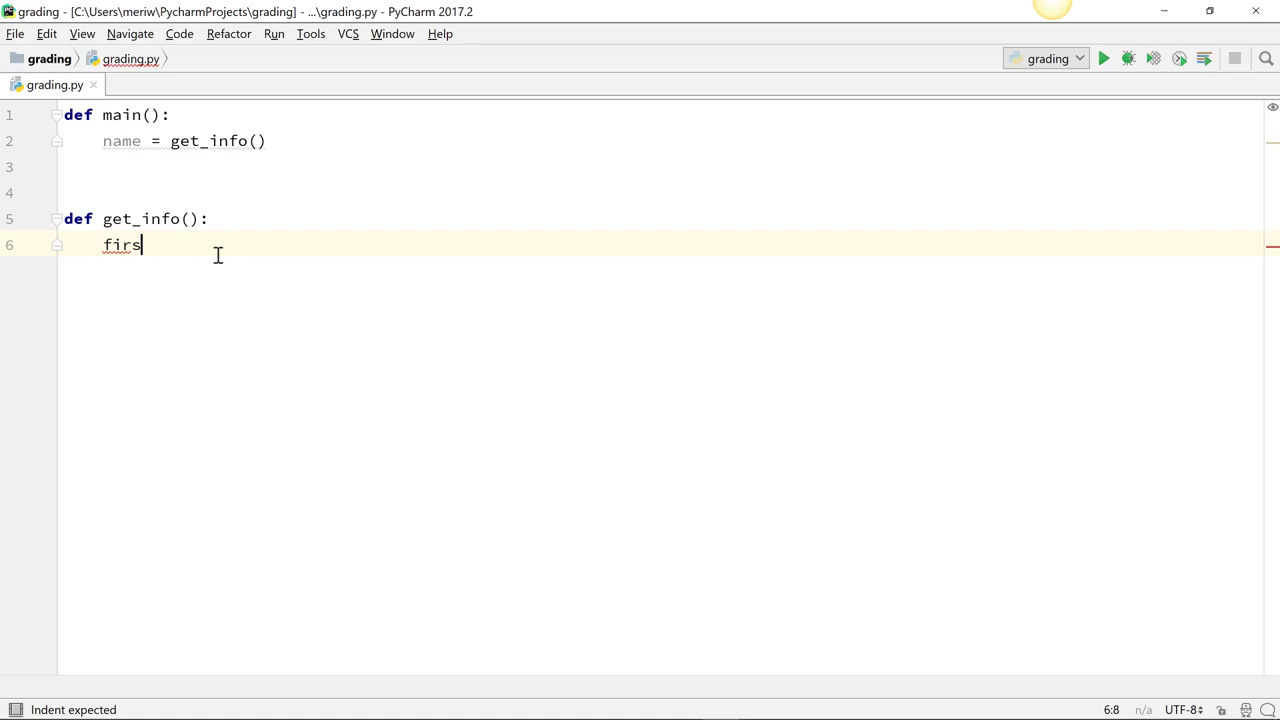 grading - [C:\Users\meriw\PycharmProjects\grading] - ...\grading.py - PyCharm 2017.2
File Edit View Navigate Code Refactor Run Tools VCS Window Help
grading grading.py grading
grading.py
1 def main():
2 name = get_info()
3
4
5 def get_info():
6 firs
Indent expected 6:8 n/a UTF-8